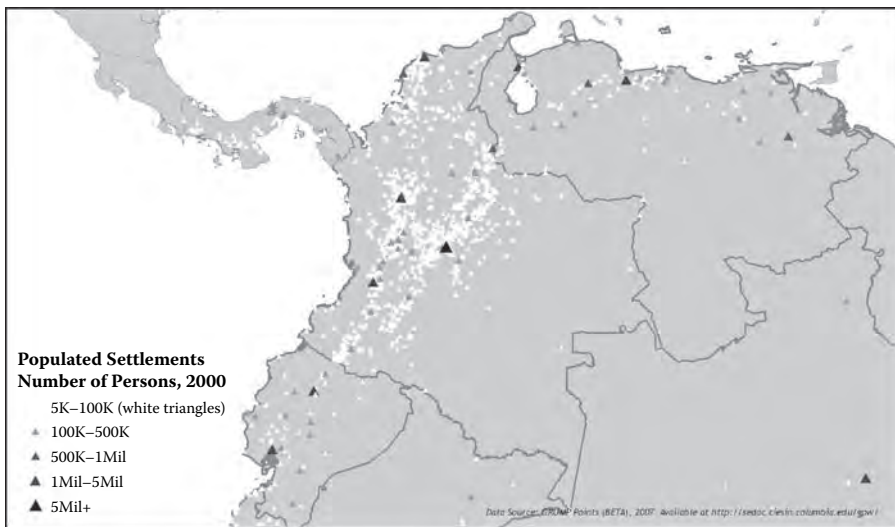 Populated Settlements
Number of Persons, 2000
5K–100K (white triangles)
100K–500K
500K–1Mil
1Mil–5Mil
5Mil+
Data Source: GRUMP Points (BETA), 2007. Available at http://sedac.ciesin.columbia.edu/gpw/